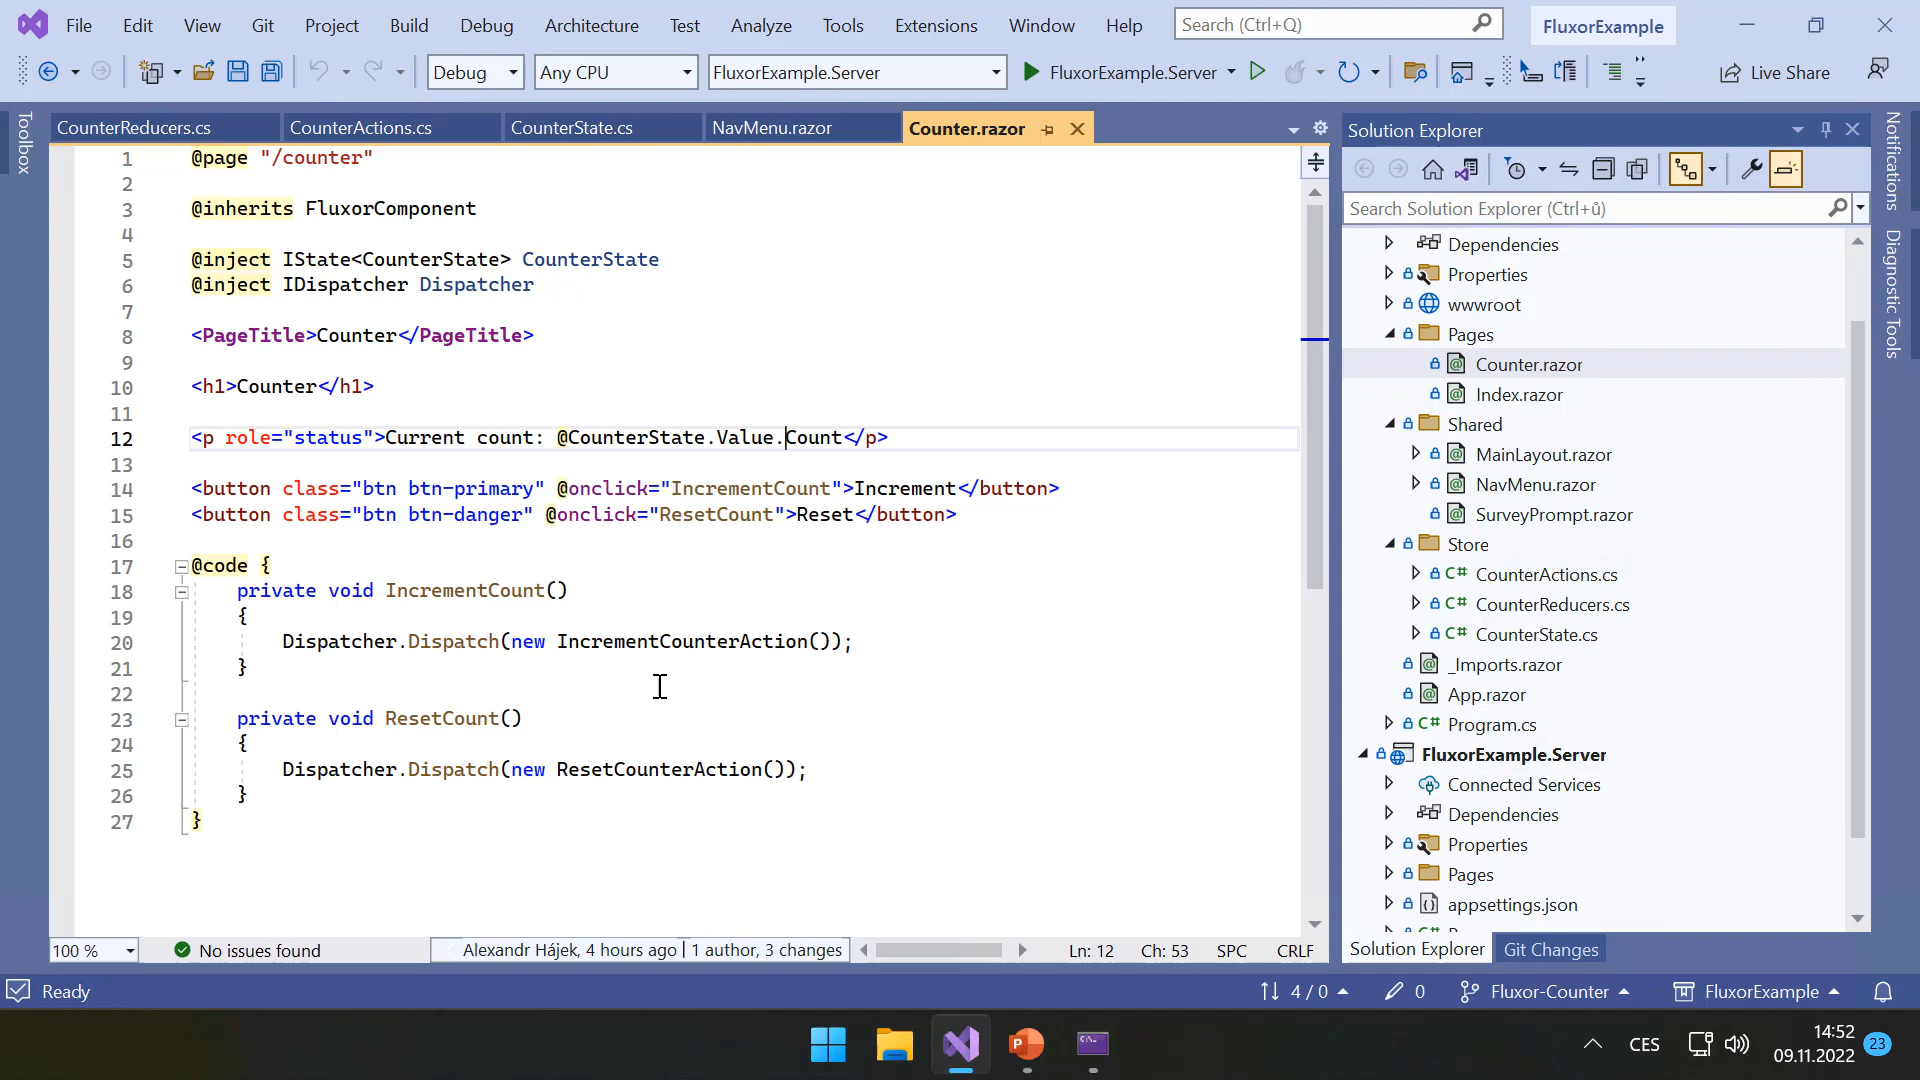 File Edit View Git Project Build Debug Architecture Test Analyze Tools Extensions Window Help Search (Ctrl+Q) FluxorExample
Debug Any CPU FluxorExample.Server FluxorExample.Server Live Share
Toolbox
CounterReducers.cs CounterActions.cs CounterState.cs NavMenu.razor Counter.razor
1 @page "/counter"
2
3 @inherits FluxorComponent
4
5 @inject IState<CounterState> CounterState
6 @inject IDispatcher Dispatcher
7
8 <PageTitle>Counter</PageTitle>
9
10 <h1>Counter</h1>
11
12 <p role="status">Current count: @CounterState.Value.Count</p>
13
14 <button class="btn btn-primary" @onclick="IncrementCount">Increment</button>
15 <button class="btn btn-danger" @onclick="ResetCount">Reset</button>
16
17 @code {
18 private void IncrementCount()
19 {
20 Dispatcher.Dispatch(new IncrementCounterAction());
21 }
22
23 private void ResetCount()
24 {
25 Dispatcher.Dispatch(new ResetCounterAction());
26 }
27 }
100 % No issues found Alexandr Hájek, 4 hours ago | 1 author, 3 changes Ln: 12 Ch: 53 SPC CRLF
Solution Explorer
Search Solution Explorer (Ctrl+ů)
Dependencies
Properties
wwwroot
Pages
Counter.razor
Index.razor
Shared
MainLayout.razor
NavMenu.razor
SurveyPrompt.razor
Store
C# CounterActions.cs
C# CounterReducers.cs
C# CounterState.cs
_Imports.razor
App.razor
C# Program.cs
FluxorExample.Server
Connected Services
Dependencies
Properties
Pages
appsettings.json
Solution Explorer Git Changes
Notifications
Diagnostic Tools
Ready 4 / 0 0 Fluxor-Counter FluxorExample
CES 14:52
09.11.2022 23